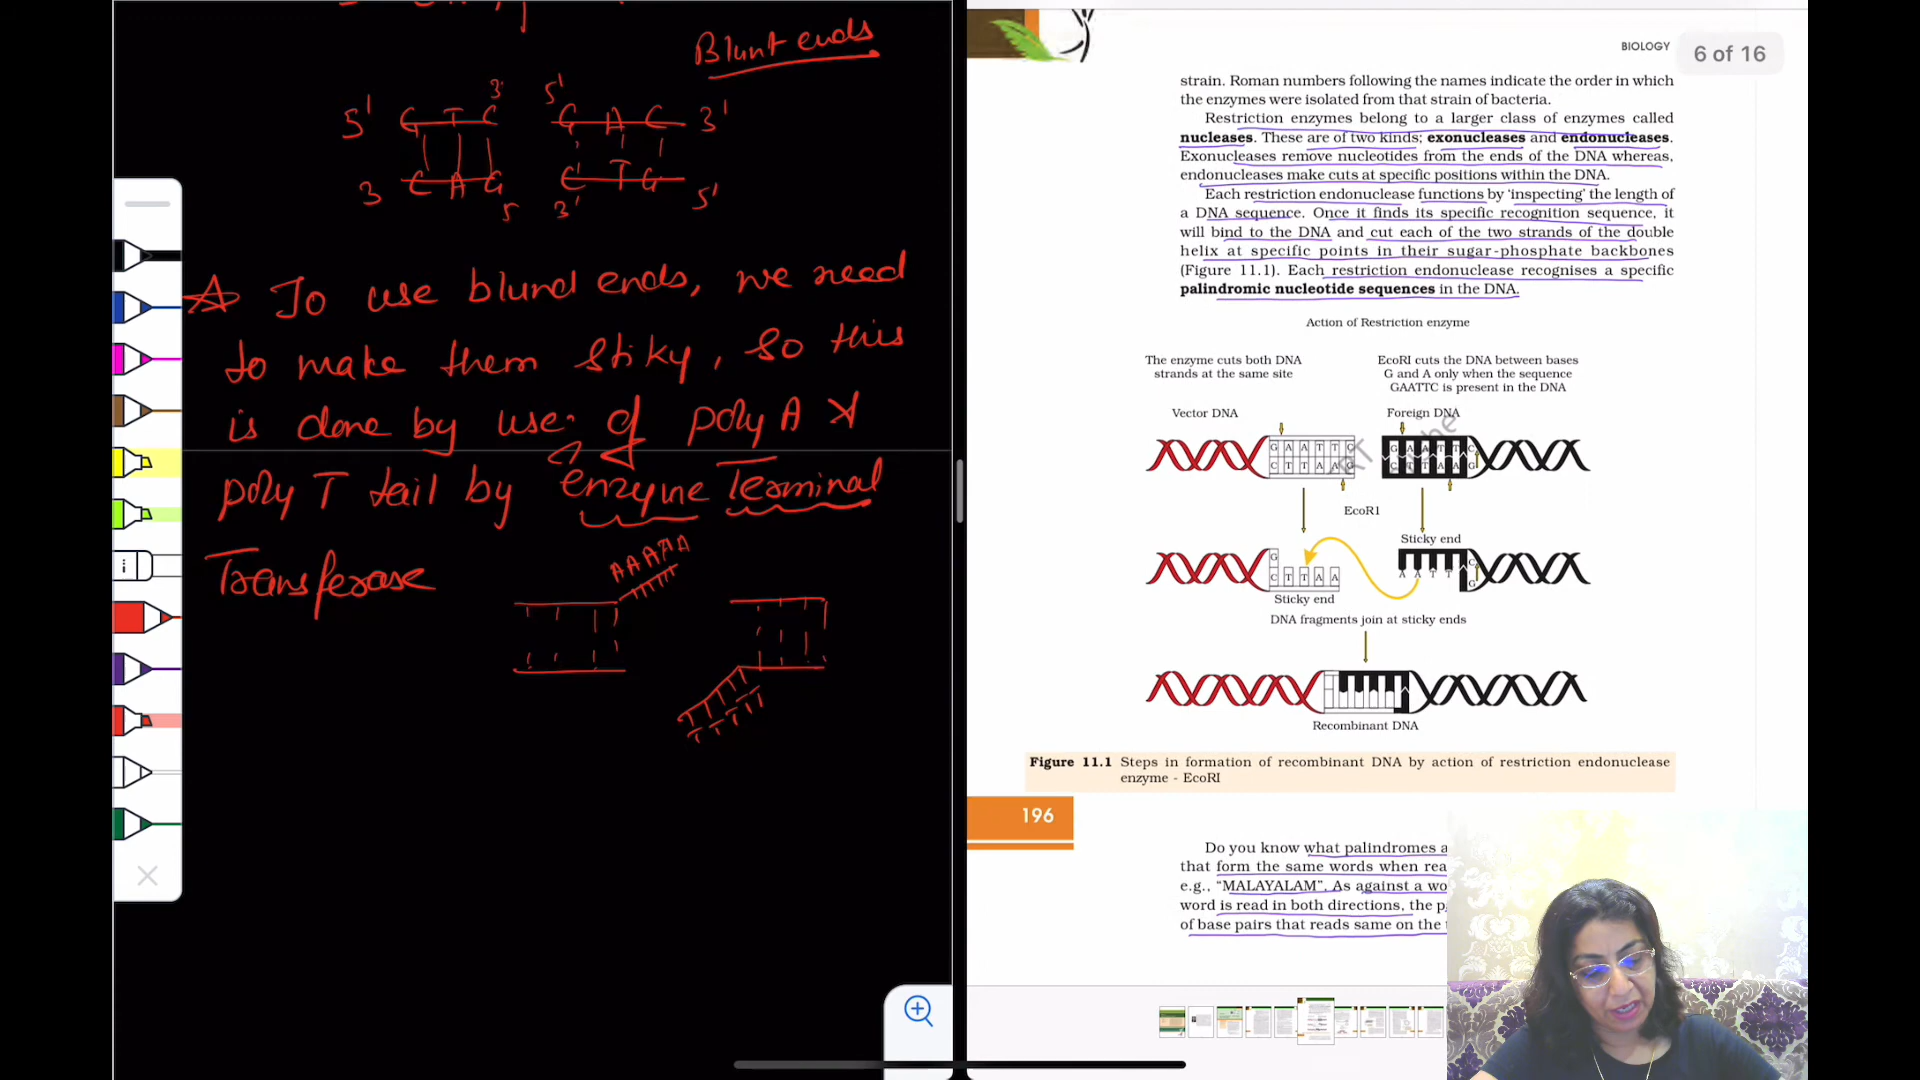 Blunt ends
5' G T C 3' 5' G A C 3'
3 C A G 5 C T G 5'
3'
☆ To use blund ends, we need
to make them stiky, so this
is done by use of poly A &
poly T tail by enzyme Terminal
Transferase
AAAAA
TTTTT
BIOLOGY
6 of 16
strain. Roman numbers following the names indicate the order in which
the enzymes were isolated from that strain of bacteria.
Restriction enzymes belong to a larger class of enzymes called
nucleases. These are of two kinds; exonucleases and endonucleases.
Exonucleases remove nucleotides from the ends of the DNA whereas,
endonucleases make cuts at specific positions within the DNA.
Each restriction endonuclease functions by ‘inspecting’ the length of
a DNA sequence. Once it finds its specific recognition sequence, it
will bind to the DNA and cut each of the two strands of the double
helix at specific points in their sugar-phosphate backbones
(Figure 11.1). Each restriction endonuclease recognises a specific
palindromic nucleotide sequences in the DNA.
Action of Restriction enzyme
The enzyme cuts both DNA
strands at the same site
EcoRI cuts the DNA between bases
G and A only when the sequence
GAATTC is present in the DNA
Vector DNA
Foreign DNA
G A A T T C
C T T A A G
G A A T T C
C T T A A G
EcoR1
Sticky end
G
C T T A A
A A T T C
G
Sticky end
DNA fragments join at sticky ends
Recombinant DNA
Figure 11.1 Steps in formation of recombinant DNA by action of restriction endonuclease
enzyme - EcoRI
196
Do you know what palindromes a
that form the same words when rea
e.g., “MALAYALAM”. As against a wo
word is read in both directions, the p
of base pairs that reads same on the